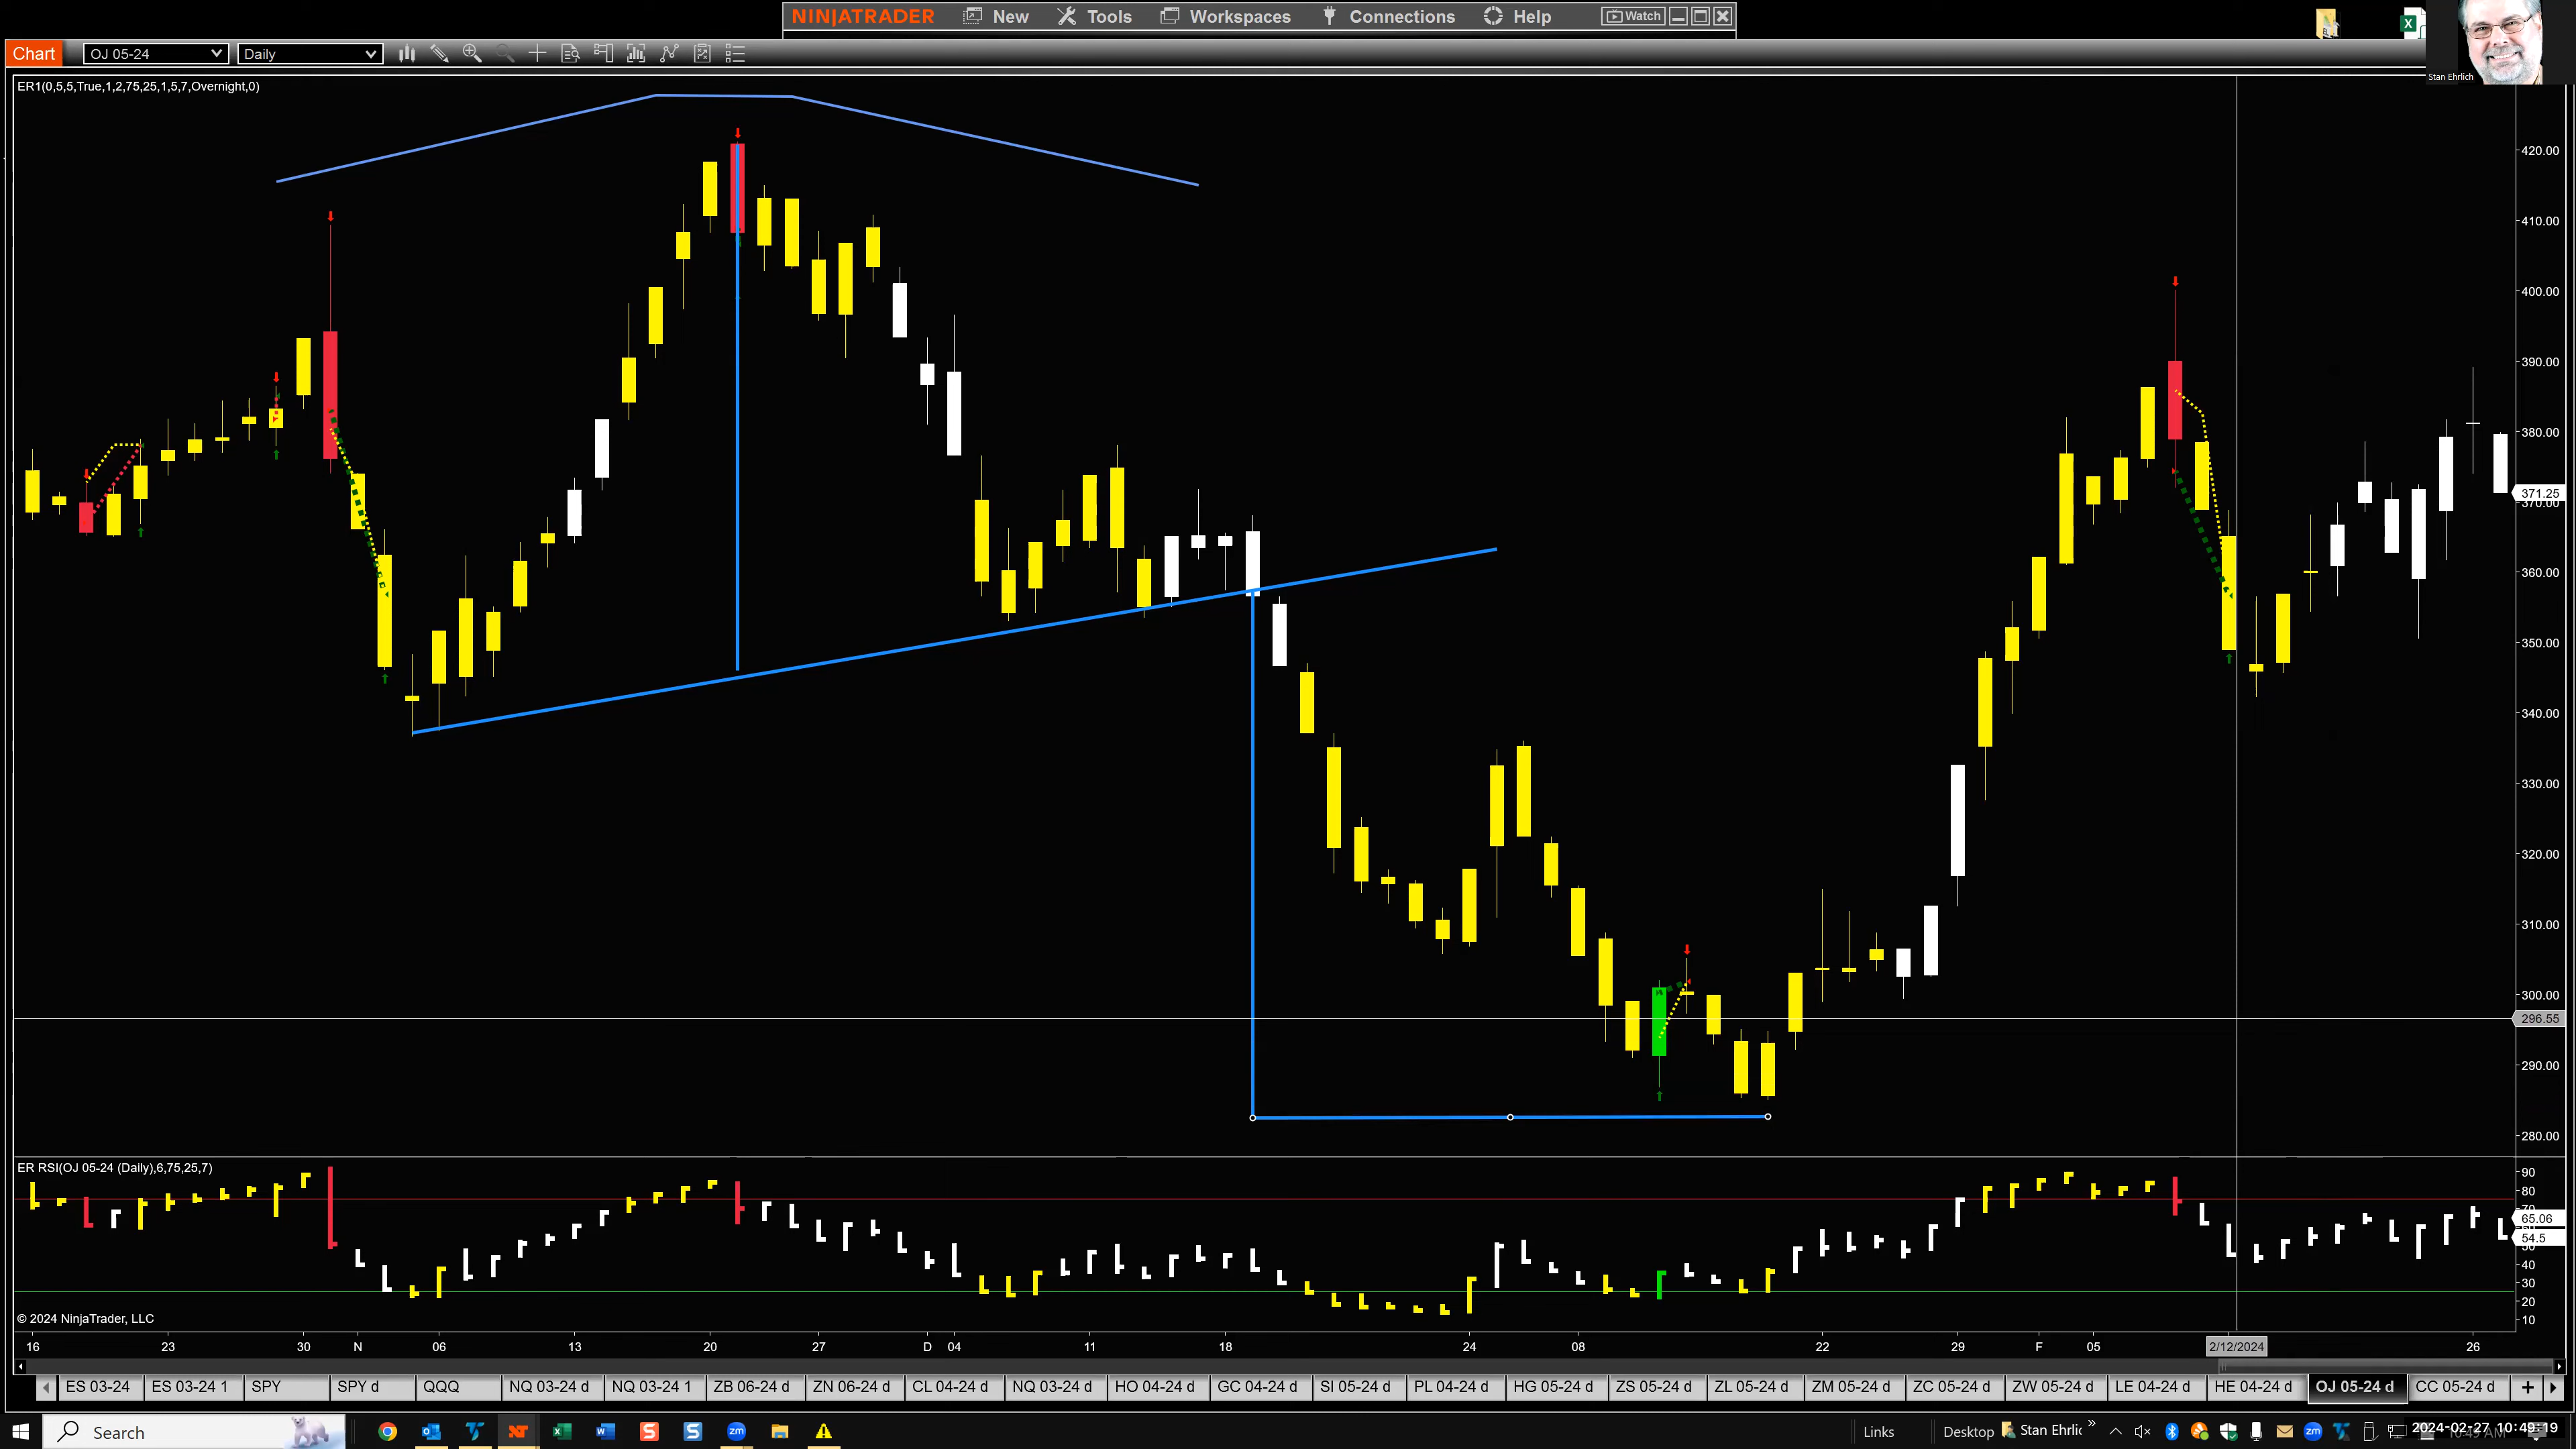 NINJATRADER New Tools Workspaces Connections Help Watch
Stan Ehrlich
Chart OJ 05-24 Daily
ER1(0,5,5,True,1,2,75,25,1,5,7,Overnight,0)
420.00
410.00
400.00
390.00
380.00
371.25
370.00
360.00
350.00
340.00
330.00
320.00
310.00
300.00
296.55
290.00
280.00
ER RSI(OJ 05-24 (Daily),6,75,25,7)
90
80
65.06
54.5
40
30
20
10
© 2024 NinjaTrader, LLC
16 23 30 N 06 13 20 27 D 04 11 18 24 08 22 29 F 05 2/12/2024 26
ES 03-24 ES 03-24 1 SPY SPY d QQQ NQ 03-24 d NQ 03-24 1 ZB 06-24 d ZN 06-24 d CL 04-24 d NQ 03-24 d HO 04-24 d GC 04-24 d SI 05-24 d PL 04-24 d HG 05-24 d ZS 05-24 d ZL 05-24 d ZM 05-24 d ZC 05-24 d ZW 05-24 d LE 04-24 d HE 04-24 d OJ 05-24 d CC 05-24 d +
Search Links Desktop Stan Ehrlic » 2024-02-27 10:49:19